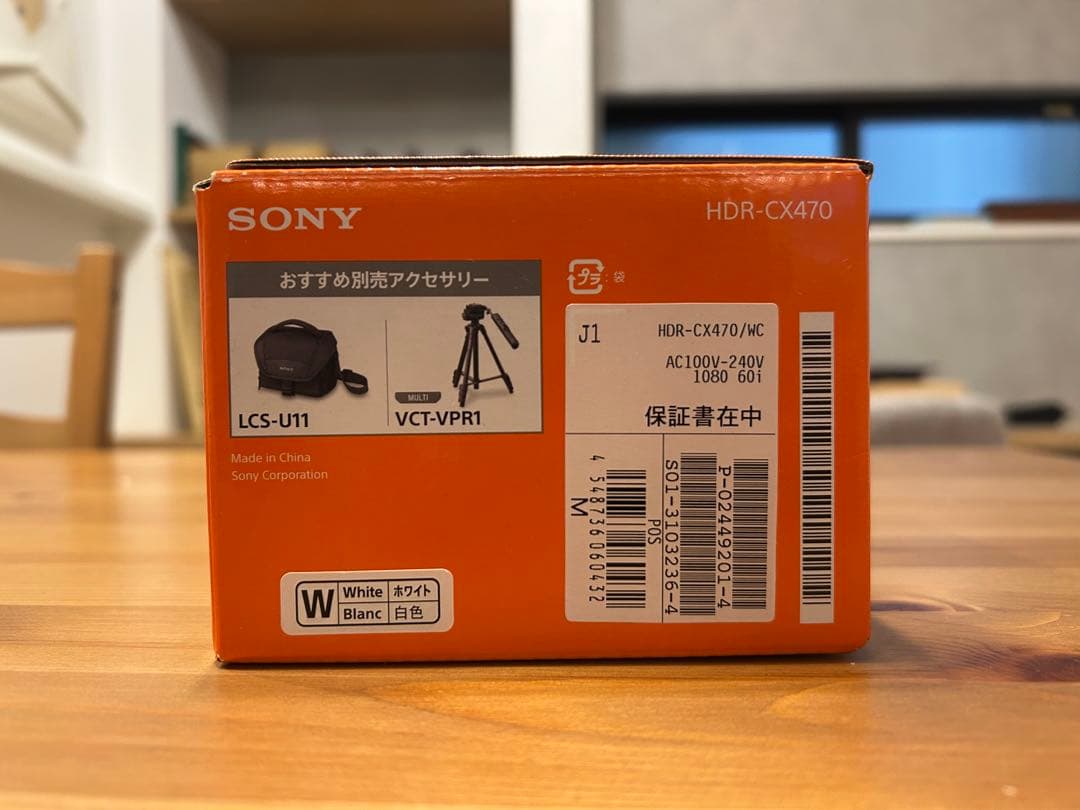 SONY
HDR-CX470
おすすめ別売アクセサリー
SONY
LCS-U11
MULTI
VCT-VPR1
Made in China
Sony Corporation
W
White ホワイト
Blanc 白色
プラ : 袋
J1
HDR-CX470/WC
AC100V-240V
1080 60i
保証書在中
P-02449201-4
S01-3103236-4
POS
4 548736 060432
M